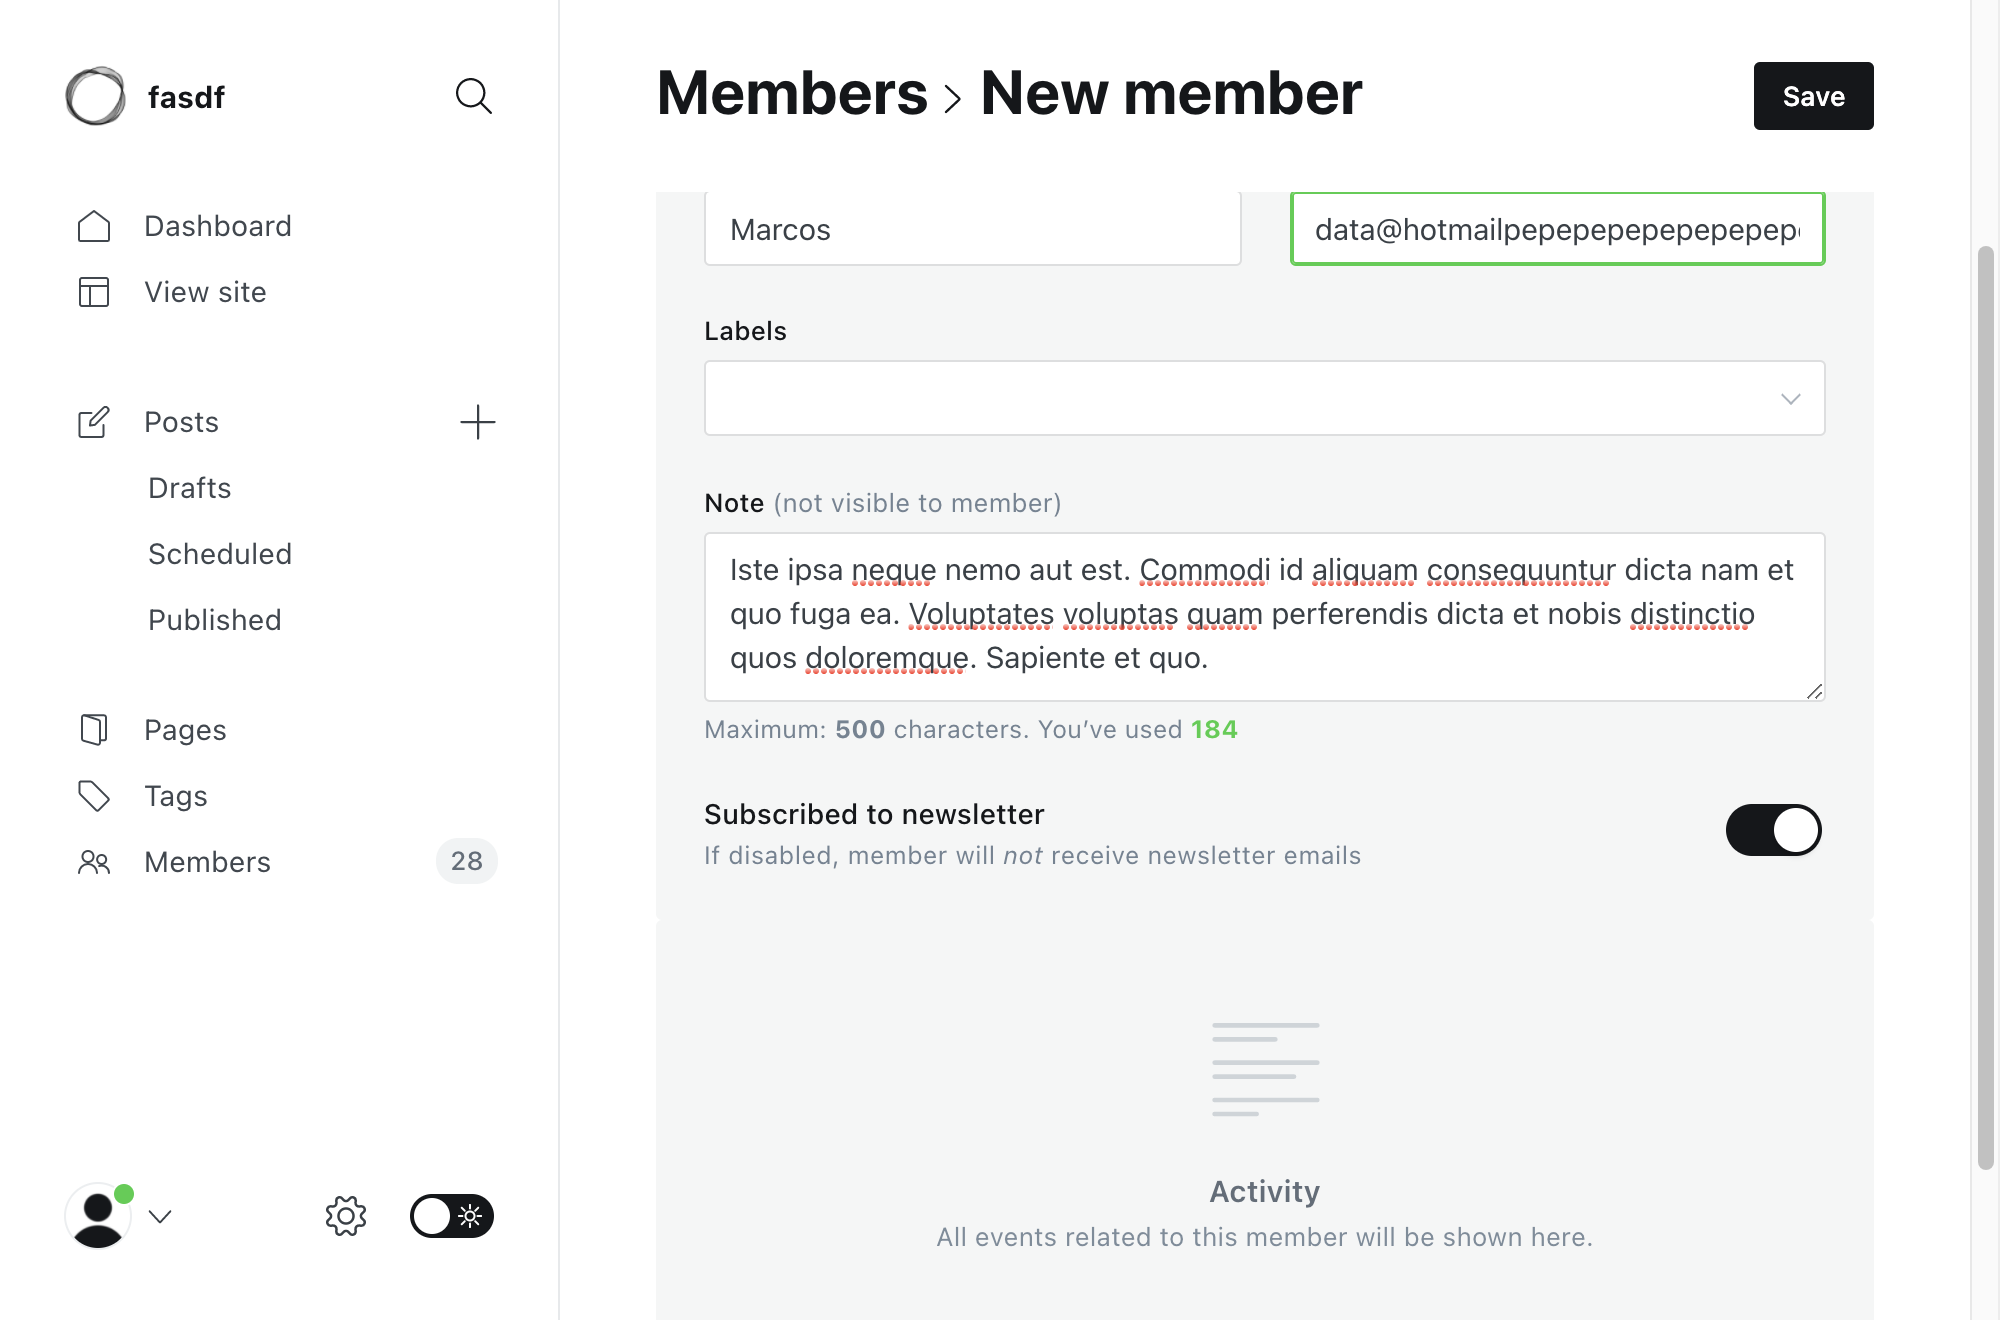 fasdf
Dashboard
View site
Posts
Drafts
Scheduled
Published
Pages
Tags
Members
28
Members > New member
Save
Marcos
data@hotmailpepepepepepepepep
Labels
Note (not visible to member)
Iste ipsa neque nemo aut est. Commodi id aliquam consequuntur dicta nam et
quo fuga ea. Voluptates voluptas quam perferendis dicta et nobis distinctio
quos doloremque. Sapiente et quo.
Maximum: 500 characters. You’ve used 184
Subscribed to newsletter
If disabled, member will not receive newsletter emails
Activity
All events related to this member will be shown here.